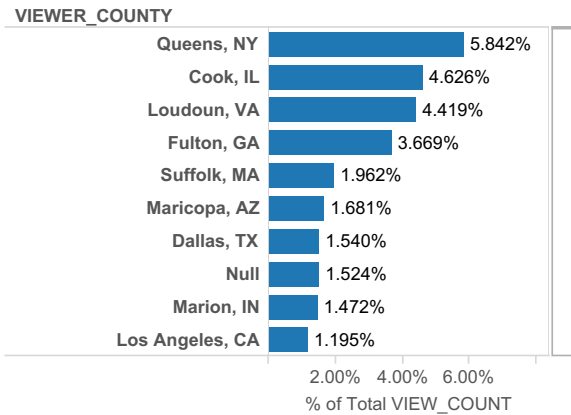 VIEWER_COUNTY
Queens, NY 5.842%
Cook, IL 4.626%
Loudoun, VA 4.419%
Fulton, GA 3.669%
Suffolk, MA 1.962%
Maricopa, AZ 1.681%
Dallas, TX 1.540%
Null 1.524%
Marion, IN 1.472%
Los Angeles, CA 1.195%
2.00% 4.00% 6.00%
% of Total VIEW_COUNT